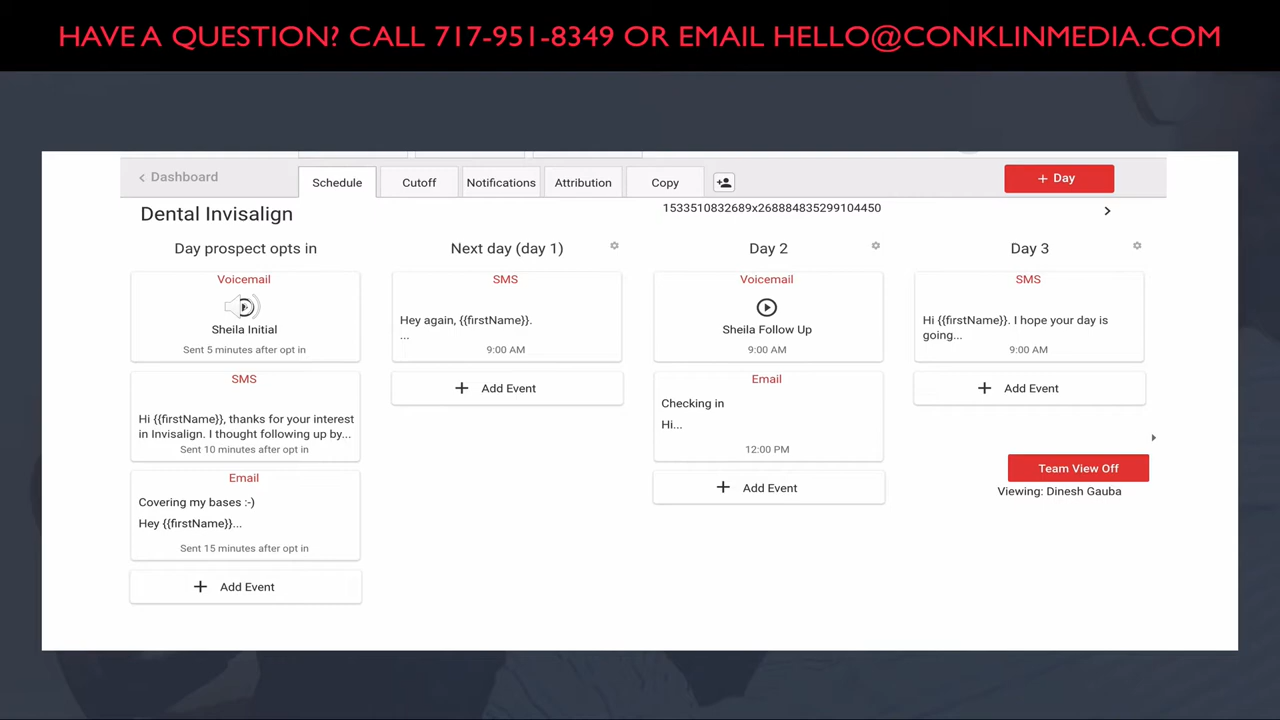 HAVE A QUESTION? CALL 717-951-8349 OR EMAIL HELLO@CONKLINMEDIA.COM
Dashboard
Schedule
Cutoff
Notifications
Attribution
Copy
+ Day
Dental Invisalign
1533510832689x268884835299104450
Day prospect opts in
Voicemail
Sheila Initial
Sent 5 minutes after opt in
SMS
Hi {{firstName}}, thanks for your interest
in Invisalign. I thought following up by...
Sent 10 minutes after opt in
Email
Covering my bases :-)
Hey {{firstName}}...
Sent 15 minutes after opt in
+ Add Event
Next day (day 1)
SMS
Hey again, {{firstName}}.
...
9:00 AM
+ Add Event
Day 2
Voicemail
Sheila Follow Up
9:00 AM
Email
Checking in
Hi...
12:00 PM
+ Add Event
Day 3
SMS
Hi {{firstName}}. I hope your day is
going...
9:00 AM
+ Add Event
Team View Off
Viewing: Dinesh Gauba